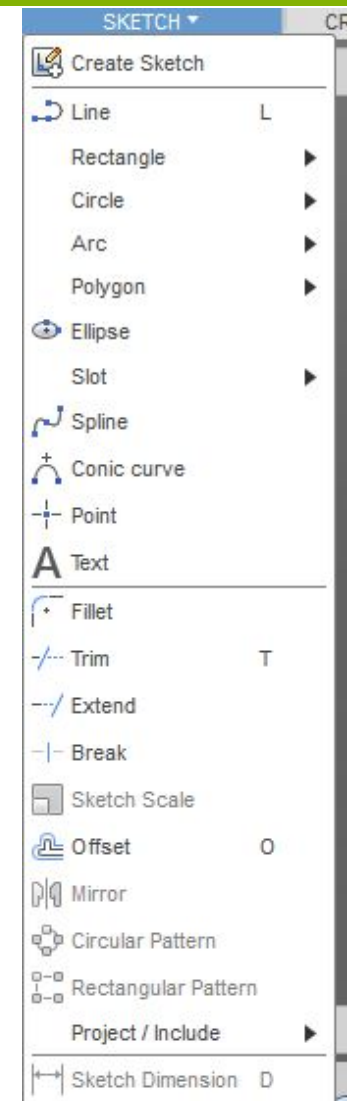 SKETCH ▼ CR
Create Sketch
Line L
Rectangle
Circle
Arc
Polygon
Ellipse
Slot
Spline
Conic curve
Point
A Text
Fillet
Trim T
Extend
Break
Sketch Scale
Offset O
Mirror
Circular Pattern
Rectangular Pattern
Project / Include
Sketch Dimension D